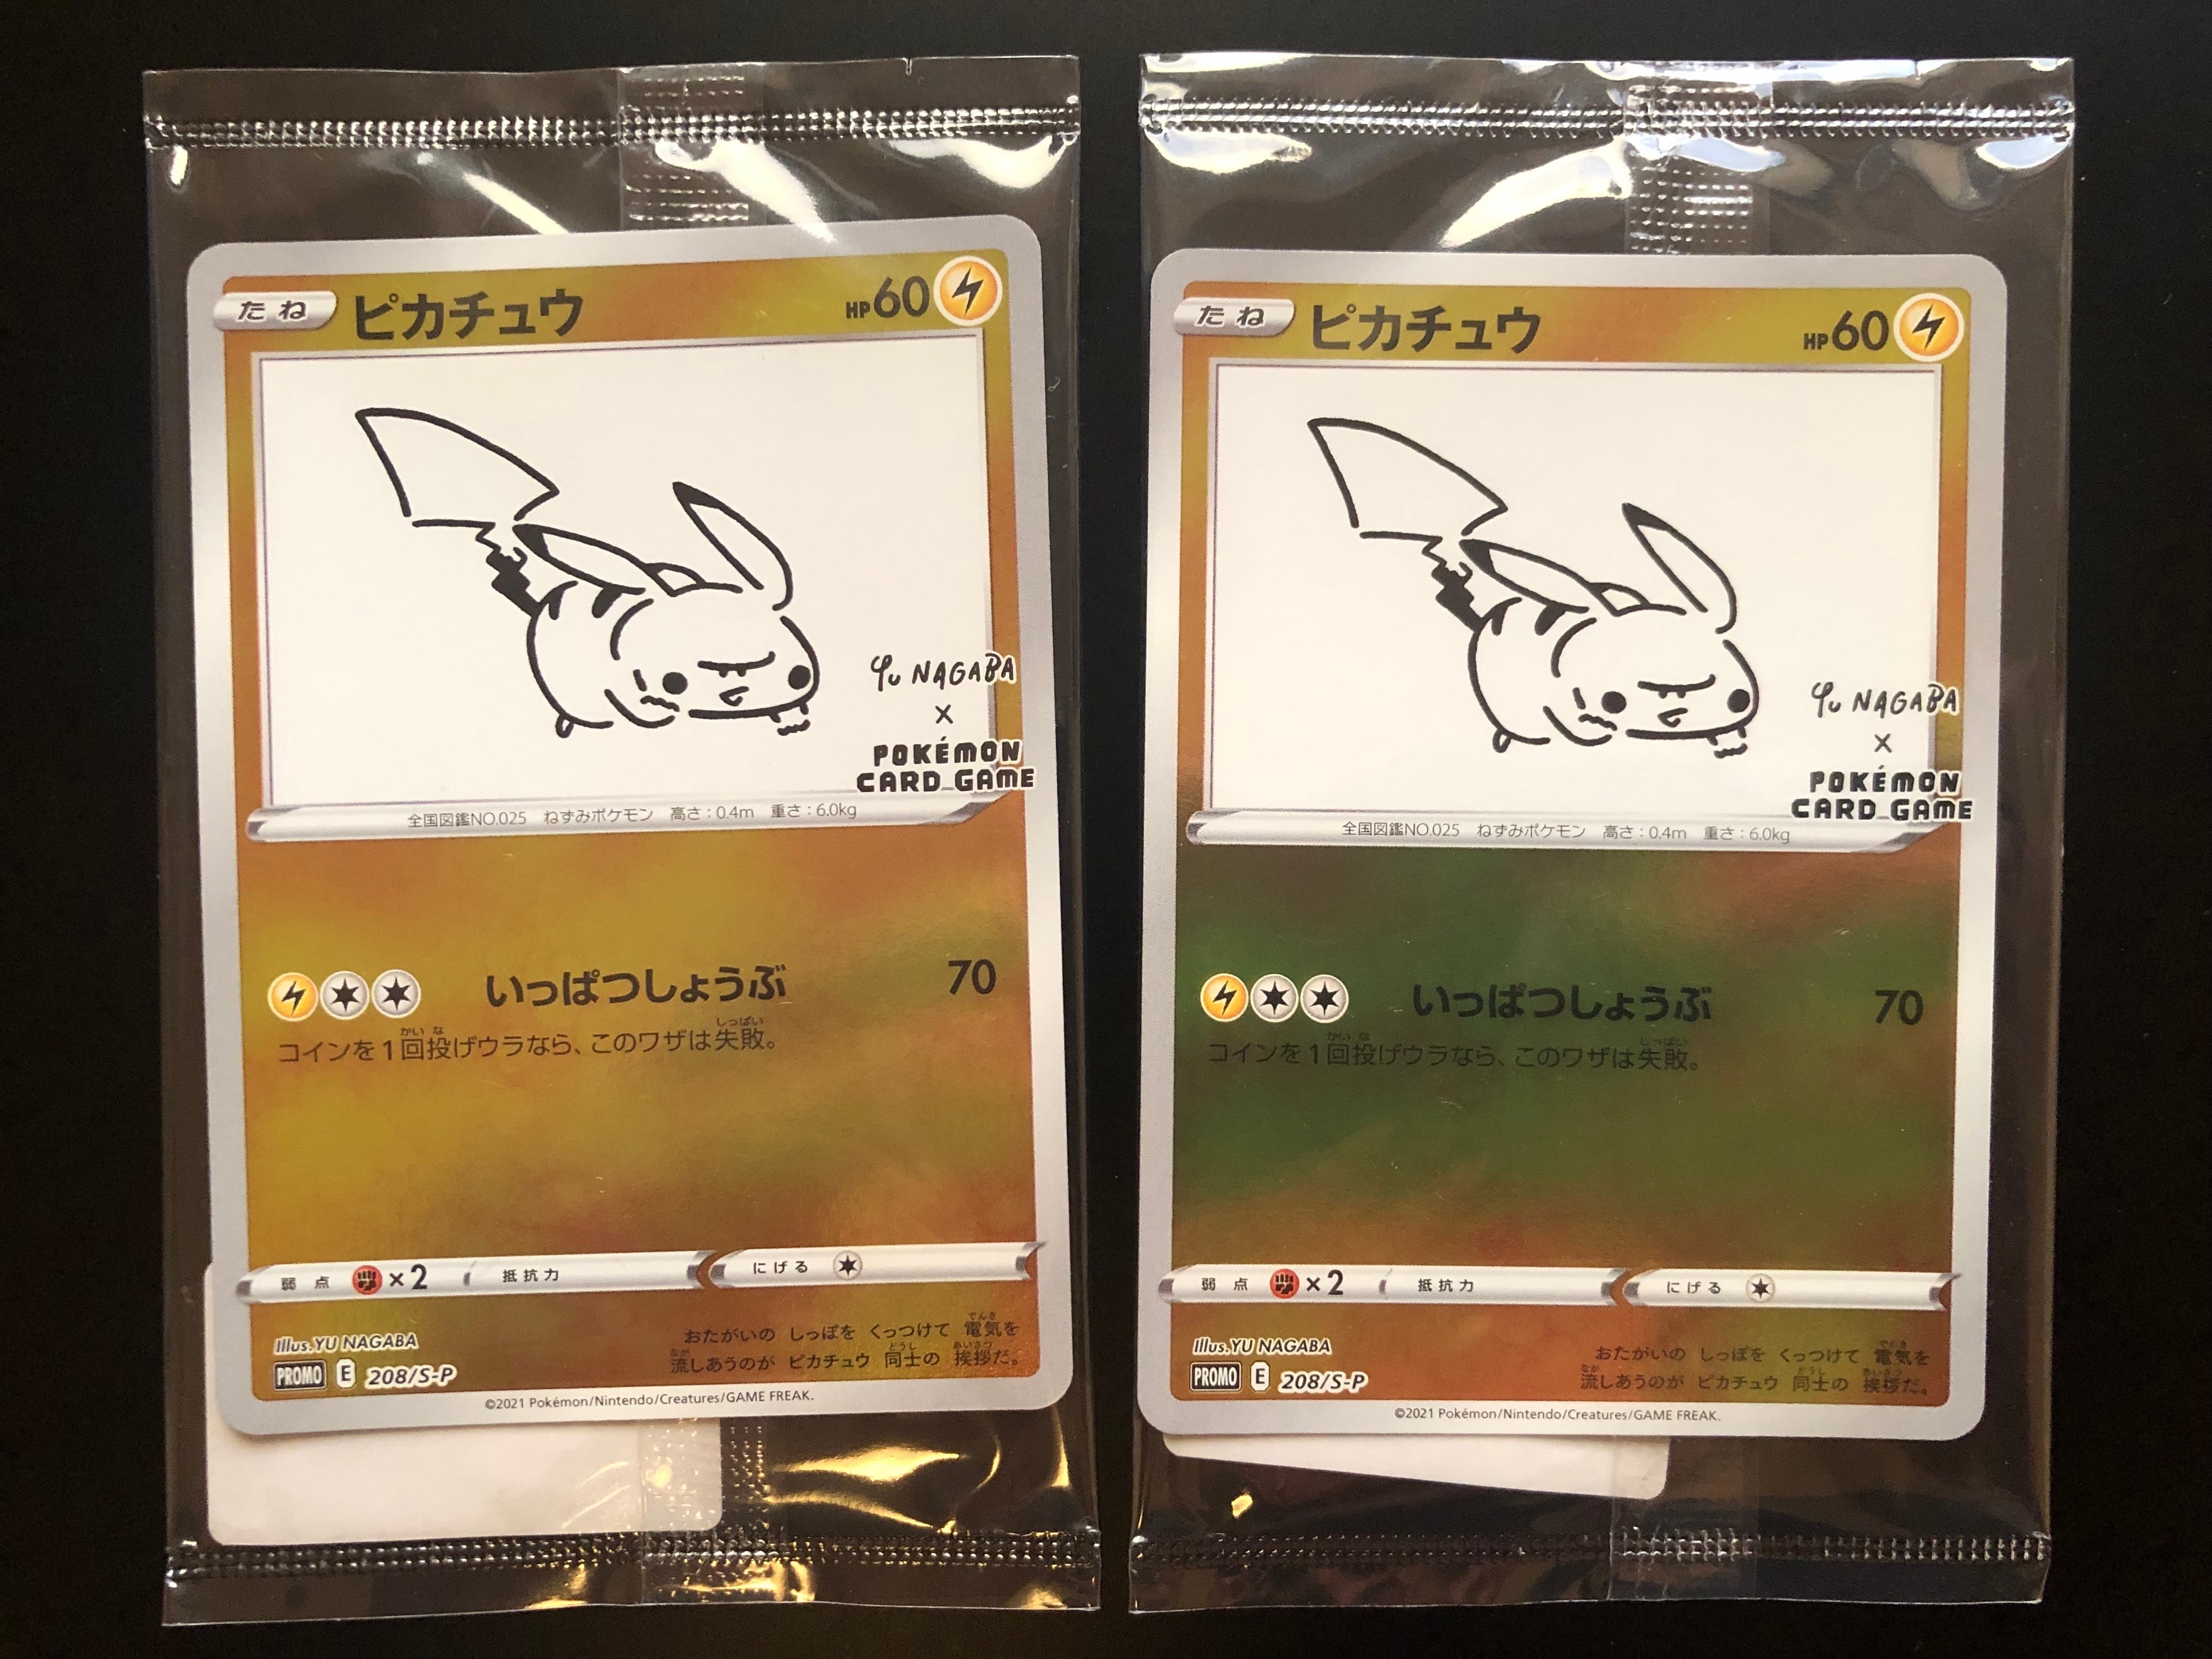 たね ピカチュウ HP60
Yu NAGABA
×
POKÉMON
CARD GAME
全国図鑑NO.025 ねずみポケモン 高さ:0.4m 重さ:6.0kg
いっぱつしょうぶ 70
コインを1回投げウラなら、このワザは失敗。
弱点 ×2 抵抗力 にげる
Illus.YU NAGABA
PROMO E 208/S-P
おたがいの しっぽを くっつけて 電気を
流しあうのが ピカチュウ 同士の 挨拶だ。
©2021 Pokémon/Nintendo/Creatures/GAME FREAK.
たね ピカチュウ HP60
Yu NAGABA
×
POKÉMON
CARD GAME
全国図鑑NO.025 ねずみポケモン 高さ:0.4m 重さ:6.0kg
いっぱつしょうぶ 70
コインを1回投げウラなら、このワザは失敗。
弱点 ×2 抵抗力 にげる
Illus.YU NAGABA
PROMO E 208/S-P
おたがいの しっぽを くっつけて 電気を
流しあうのが ピカチュウ 同士の 挨拶だ。
©2021 Pokémon/Nintendo/Creatures/GAME FREAK.